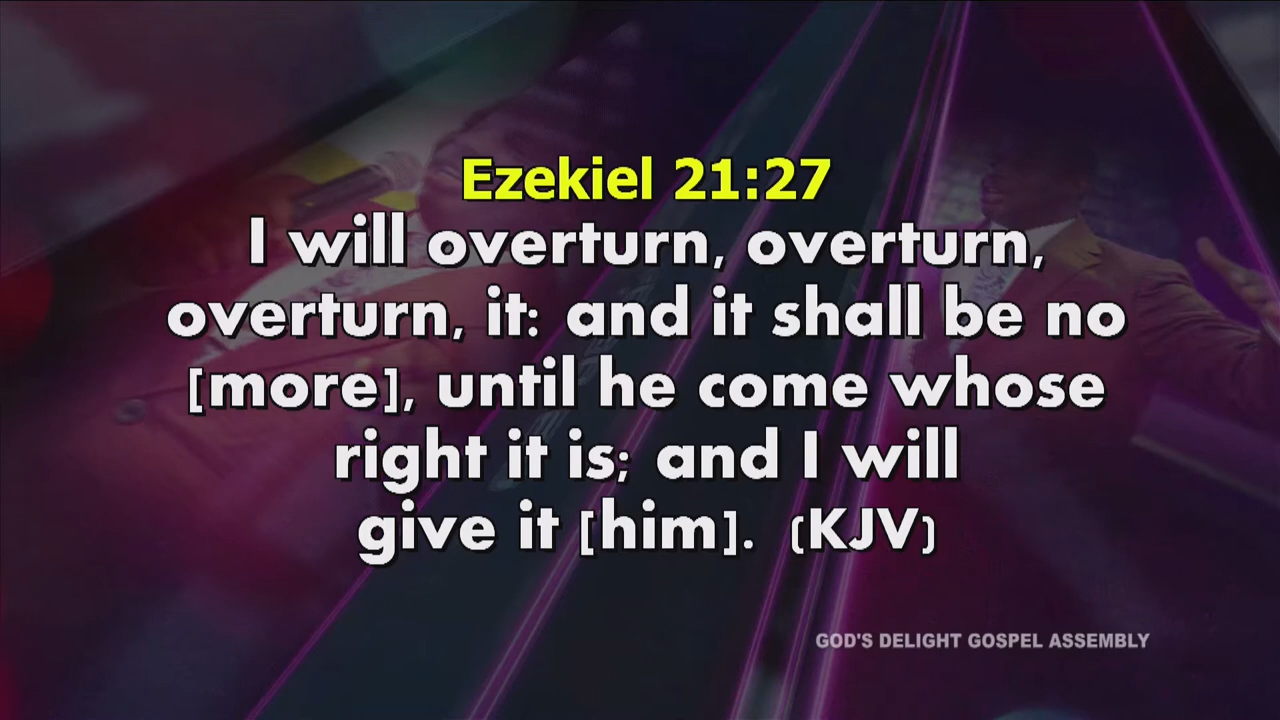 Ezekiel 21:27
I will overturn, overturn,
overturn, it: and it shall be no
[more], until he come whose
right it is; and I will
give it [him]. (KJV)
GOD'S DELIGHT GOSPEL ASSEMBLY